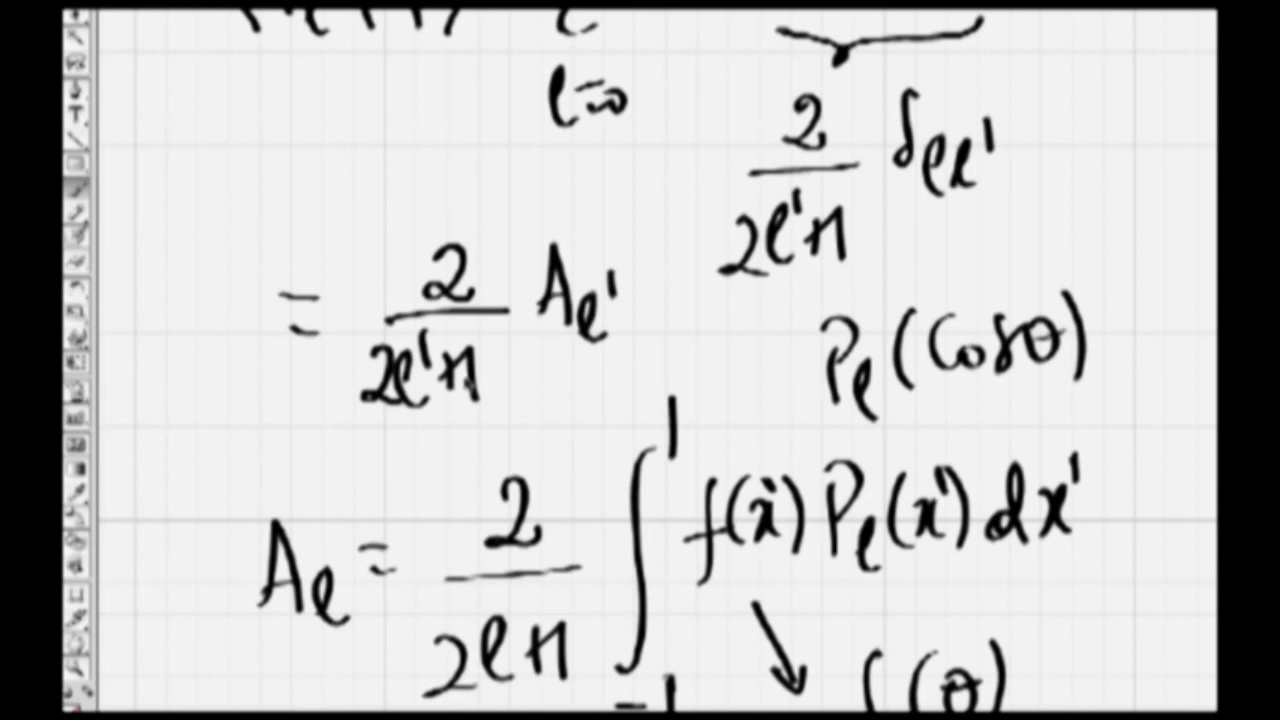 l=0
2/(2l'+1) δ_ll'
= 2/(2l'+1) A_l'
P_l(Cosθ)
A_l = 2/(2l+1) ∫_{-1}^{1} f(x') P_l(x') dx'
(θ)